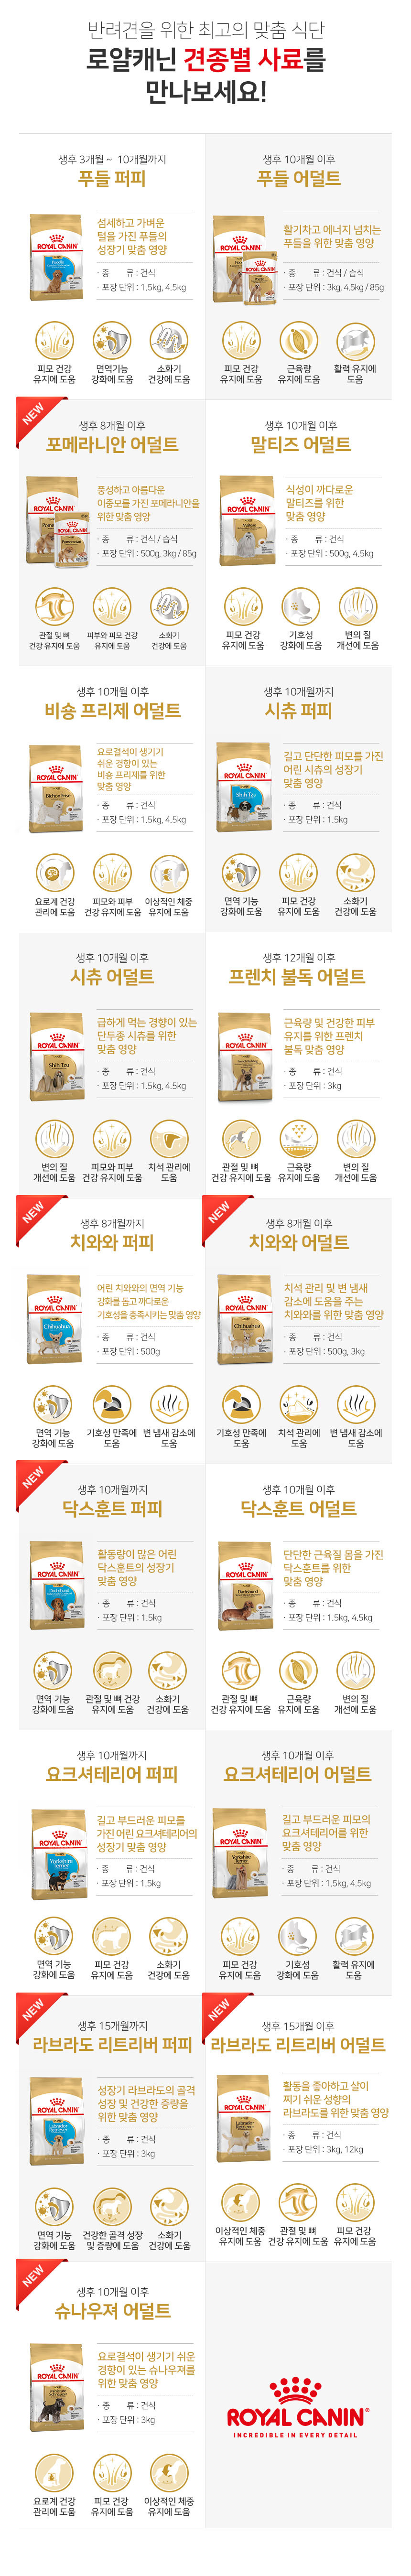 반려견을 위한 최고의 맞춤 식단
로얄캐닌 견종별 사료를
만나보세요!
생후 3개월 ~ 10개월까지
푸들 퍼피
ROYAL CANIN
Poodle
섬세하고 가벼운
털을 가진 푸들의
성장기 맞춤 영양
· 종 류 : 건식
· 포장 단위 : 1.5kg, 4.5kg
피모 건강
유지에 도움
면역기능
강화에 도움
소화기
건강에 도움
생후 10개월 이후
푸들 어덜트
ROYAL CANIN
활기차고 에너지 넘치는
푸들을 위한 맞춤 영양
· 종 류 : 건식 / 습식
· 포장 단위 : 3kg, 4.5kg / 85g
피모 건강
유지에 도움
근육량
유지에 도움
활력 유지에
도움
NEW
생후 8개월 이후
포메라니안 어덜트
ROYAL CANIN
풍성하고 아름다운
이중모를 가진 포메라니안을
위한 맞춤 영양
· 종 류 : 건식 / 습식
· 포장 단위 : 500g, 3kg / 85g
관절 및 뼈
건강 유지에 도움
피부와 피모 건강
유지에 도움
소화기
건강에 도움
생후 10개월 이후
말티즈 어덜트
ROYAL CANIN
Maltese
식성이 까다로운
말티즈를 위한
맞춤 영양
· 종 류 : 건식
· 포장 단위 : 500g, 4.5kg
피모 건강
유지에 도움
기호성
강화에 도움
변의 질
개선에 도움
생후 10개월 이후
비숑 프리제 어덜트
ROYAL CANIN
Bichon Frise
요로결석이 생기기
쉬운 경향이 있는
비숑 프리제를 위한
맞춤 영양
· 종 류 : 건식
· 포장 단위 : 1.5kg, 4.5kg
요로계 건강
관리에 도움
피모와 피부
건강 유지에 도움
이상적인 체중
유지에 도움
생후 10개월까지
시츄 퍼피
ROYAL CANIN
Shih Tzu
길고 단단한 피모를 가진
어린 시츄의 성장기
맞춤 영양
· 종 류 : 건식
· 포장 단위 : 1.5kg
면역 기능
강화에 도움
피모 건강
유지에 도움
소화기
건강에 도움
생후 10개월 이후
시츄 어덜트
ROYAL CANIN
Shih Tzu
급하게 먹는 경향이 있는
단두종 시츄를 위한
맞춤 영양
· 종 류 : 건식
· 포장 단위 : 1.5kg, 4.5kg
변의 질
개선에 도움
피모와 피부
건강 유지에 도움
치석 관리에
도움
생후 12개월 이후
프렌치 불독 어덜트
ROYAL CANIN
French Bulldog
근육량 및 건강한 피부
유지를 위한 프렌치
불독 맞춤 영양
· 종 류 : 건식
· 포장 단위 : 3kg
관절 및 뼈
건강 유지에 도움
근육량
유지에 도움
변의 질
개선에 도움
NEW
생후 8개월까지
치와와 퍼피
ROYAL CANIN
Chihuahua
어린 치와와의 면역 기능
강화를 돕고 까다로운
기호성을 충족시키는 맞춤 영양
· 종 류 : 건식
· 포장 단위 : 500g
면역 기능
강화에 도움
기호성 만족에
도움
변 냄새 감소에
도움
NEW
생후 8개월 이후
치와와 어덜트
ROYAL CANIN
Chihuahua
치석 관리 및 변 냄새
감소에 도움을 주는
치와와를 위한 맞춤 영양
· 종 류 : 건식
· 포장 단위 : 500g, 3kg
기호성 만족에
도움
치석 관리에
도움
변 냄새 감소에
도움
NEW
생후 10개월까지
닥스훈트 퍼피
ROYAL CANIN
Dachshund
활동량이 많은 어린
닥스훈트의 성장기
맞춤 영양
· 종 류 : 건식
· 포장 단위 : 1.5kg
면역 기능
강화에 도움
관절 및 뼈 건강
유지에 도움
소화기
건강에 도움
생후 10개월 이후
닥스훈트 어덜트
ROYAL CANIN
Dachshund
단단한 근육질 몸을 가진
닥스훈트를 위한
맞춤 영양
· 종 류 : 건식
· 포장 단위 : 1.5kg, 4.5kg
관절 및 뼈
건강 유지에 도움
근육량
유지에 도움
변의 질
개선에 도움
생후 10개월까지
요크셔테리어 퍼피
ROYAL CANIN
Yorkshire
Terrier
길고 부드러운 피모를
가진 어린 요크셔테리어의
성장기 맞춤 영양
· 종 류 : 건식
· 포장 단위 : 1.5kg
면역 기능
강화에 도움
피모 건강
유지에 도움
소화기
건강에 도움
생후 10개월 이후
요크셔테리어 어덜트
ROYAL CANIN
Yorkshire
Terrier
길고 부드러운 피모의
요크셔테리어를 위한
맞춤 영양
· 종 류 : 건식
· 포장 단위 : 1.5kg, 4.5kg
피모 건강
유지에 도움
기호성
강화에 도움
활력 유지에
도움
NEW
생후 15개월까지
라브라도 리트리버 퍼피
ROYAL CANIN
Labrador
Retriever
성장기 라브라도의 골격
성장 및 건강한 증량을
위한 맞춤 영양
· 종 류 : 건식
· 포장 단위 : 3kg
면역 기능
강화에 도움
건강한 골격 성장
및 증량에 도움
소화기
건강에 도움
NEW
생후 15개월 이후
라브라도 리트리버 어덜트
ROYAL CANIN
Labrador
Retriever
활동을 좋아하고 살이
찌기 쉬운 성향의
라브라도를 위한 맞춤 영양
· 종 류 : 건식
· 포장 단위 : 3kg, 12kg
이상적인 체중
유지에 도움
관절 및 뼈
건강 유지에 도움
피모 건강
유지에 도움
NEW
생후 10개월 이후
슈나우져 어덜트
ROYAL CANIN
Miniature
Schnauzer
요로결석이 생기기 쉬운
경향이 있는 슈나우져를
위한 맞춤 영양
· 종 류 : 건식
· 포장 단위 : 3kg
요로계 건강
관리에 도움
피모 건강
유지에 도움
이상적인 체중
유지에 도움
ROYAL CANIN®
INCREDIBLE IN EVERY DETAIL